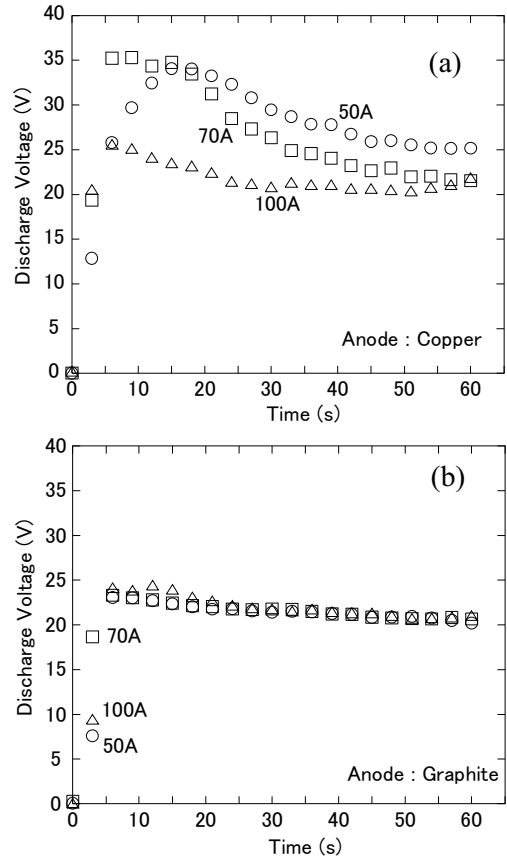 40
(a)
35
30
50A
25
70A
20
100A
15
10
5
Anode : Copper
0
0 10 20 30 40 50 60
Time (s)
Discharge Voltage (V)
40
(b)
35
30
25
20
70A
15
10
100A
50A
5
Anode : Graphite
0
0 10 20 30 40 50 60
Time (s)
Discharge Voltage (V)